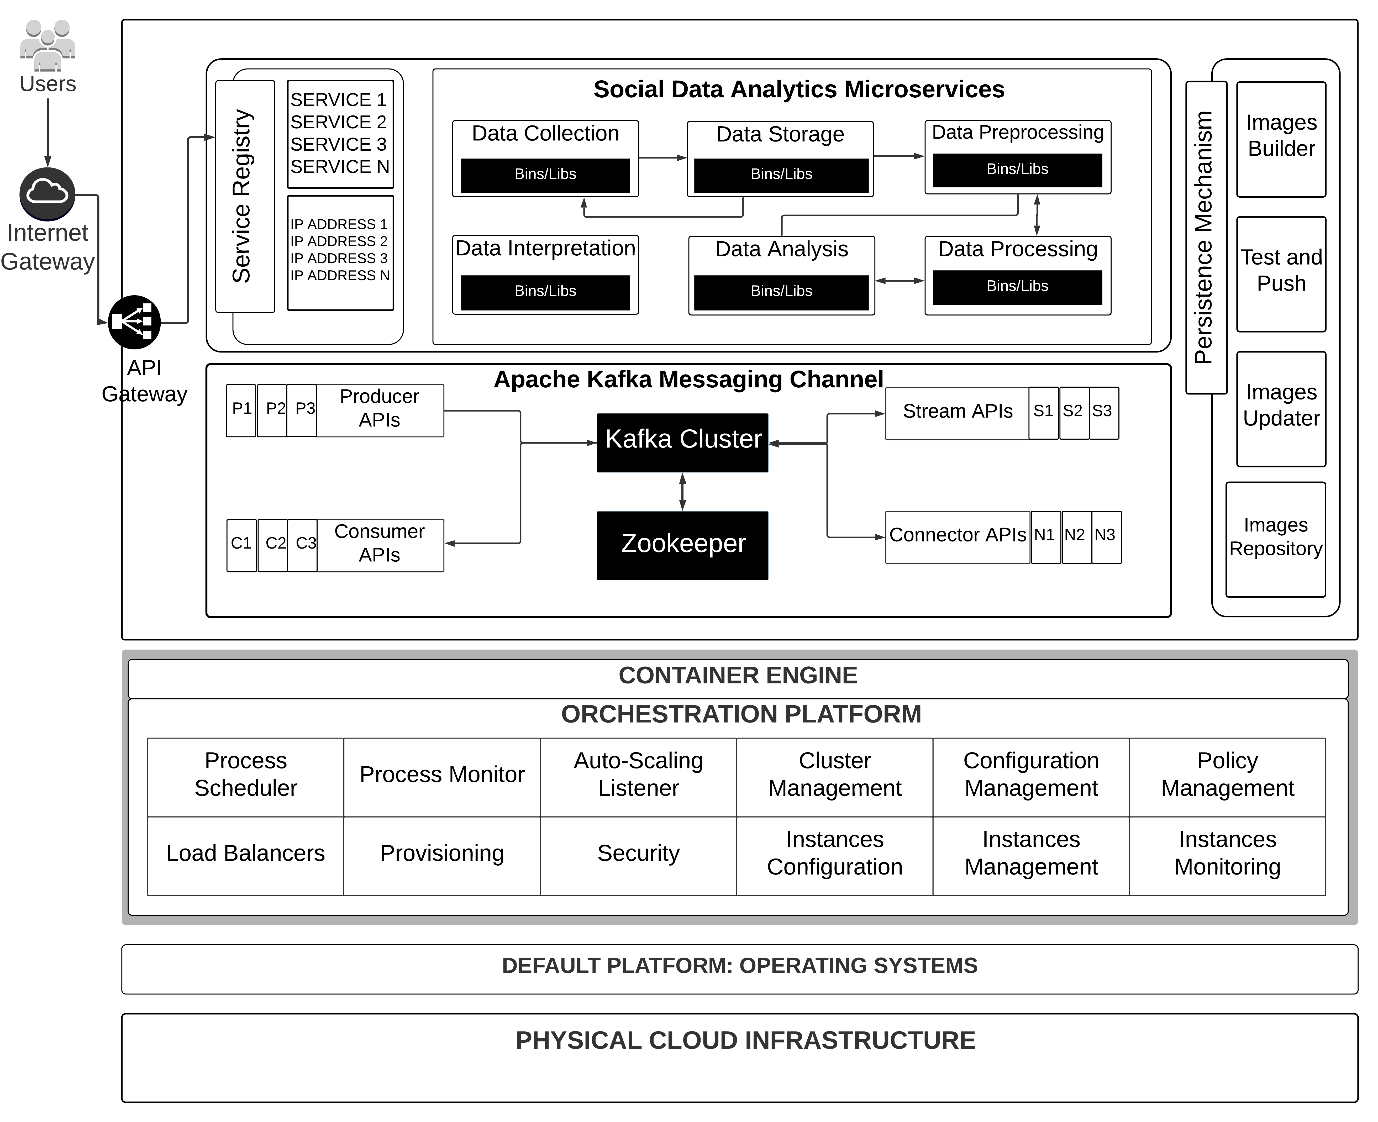 Users
Internet
Gateway
API
Gateway
Service Registry
SERVICE 1
SERVICE 2
SERVICE 3
SERVICE N
IP ADDRESS 1
IP ADDRESS 2
IP ADDRESS 3
IP ADDRESS N
Social Data Analytics Microservices
Data Collection
Bins/Libs
Data Storage
Bins/Libs
Data Preprocessing
Bins/Libs
Data Interpretation
Bins/Libs
Data Analysis
Bins/Libs
Data Processing
Bins/Libs
Persistence Mechanism
Images
Builder
Test and
Push
Images
Updater
Images
Repository
Apache Kafka Messaging Channel
P1 P2 P3
Producer
APIs
Kafka Cluster
Stream APIs S1 S2 S3
C1 C2 C3
Consumer
APIs
Zookeeper
Connector APIs N1 N2 N3
CONTAINER ENGINE
ORCHESTRATION PLATFORM
Process
Scheduler
Process Monitor
Auto-Scaling
Listener
Cluster
Management
Configuration
Management
Policy
Management
Load Balancers
Provisioning
Security
Instances
Configuration
Instances
Management
Instances
Monitoring
DEFAULT PLATFORM: OPERATING SYSTEMS
PHYSICAL CLOUD INFRASTRUCTURE